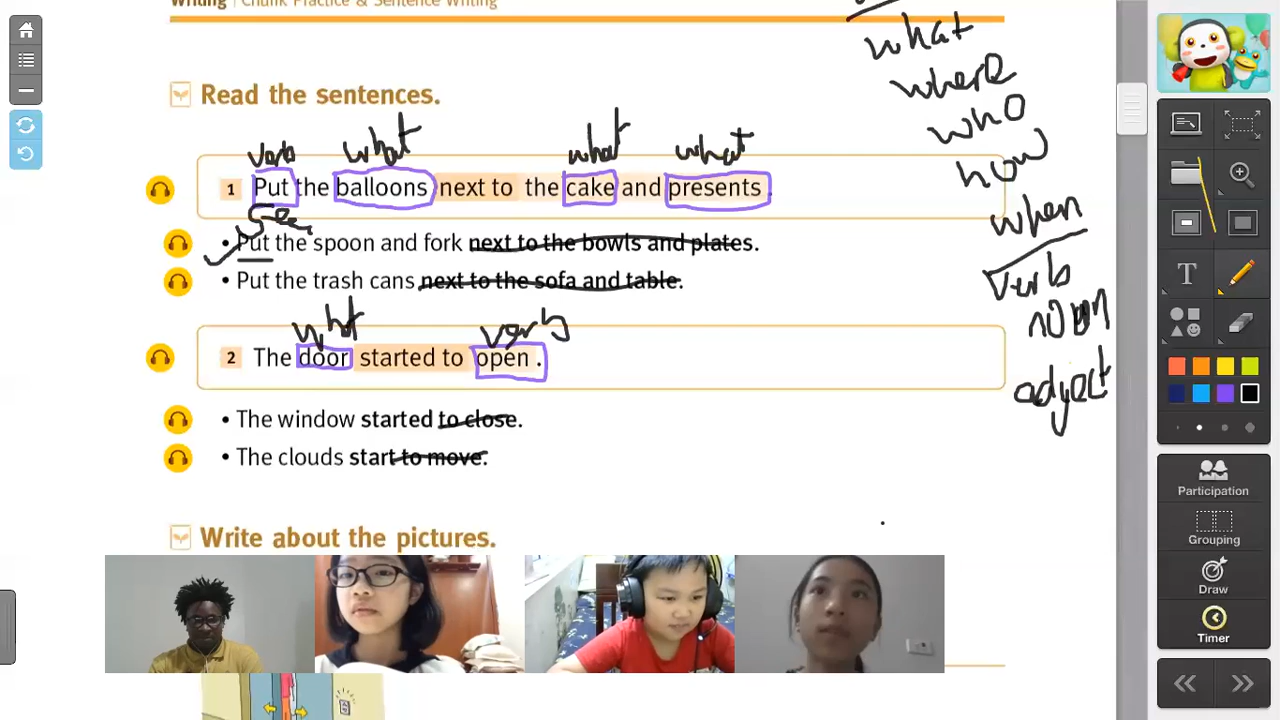 Writing | Chunk Practice & Sentence Writing
what
where
who
how
when
verb
noun
adject
Read the sentences.
verb what what what
1 Put the balloons next to the cake and presents.
See
• Put the spoon and fork next to the bowls and plates.
• Put the trash cans next to the sofa and table.
what verb
2 The door started to open.
• The window started to close.
• The clouds start to move.
Write about the pictures.
T
Participation
Grouping
Draw
Timer